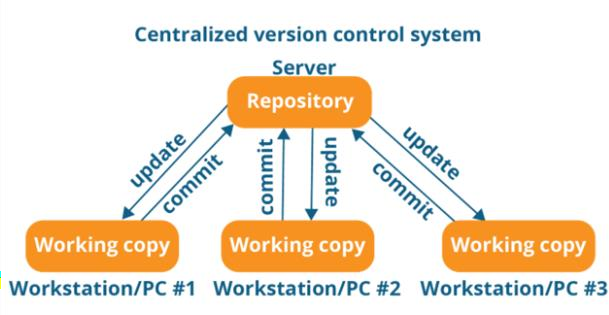 Centralized version control system
Server
Repository
update
commit
commit
update
commit
update
Working copy
Working copy
Working copy
Workstation/PC #1
Workstation/PC #2
Workstation/PC #3